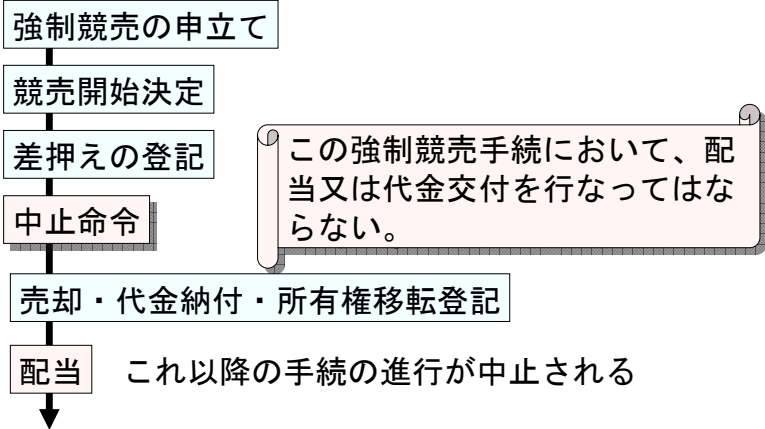 強制競売の申立て
競売開始決定
差押えの登記
この強制競売手続において、配
当又は代金交付を行なってはな
らない。
中止命令
売却・代金納付・所有権移転登記
配当 これ以降の手続の進行が中止される